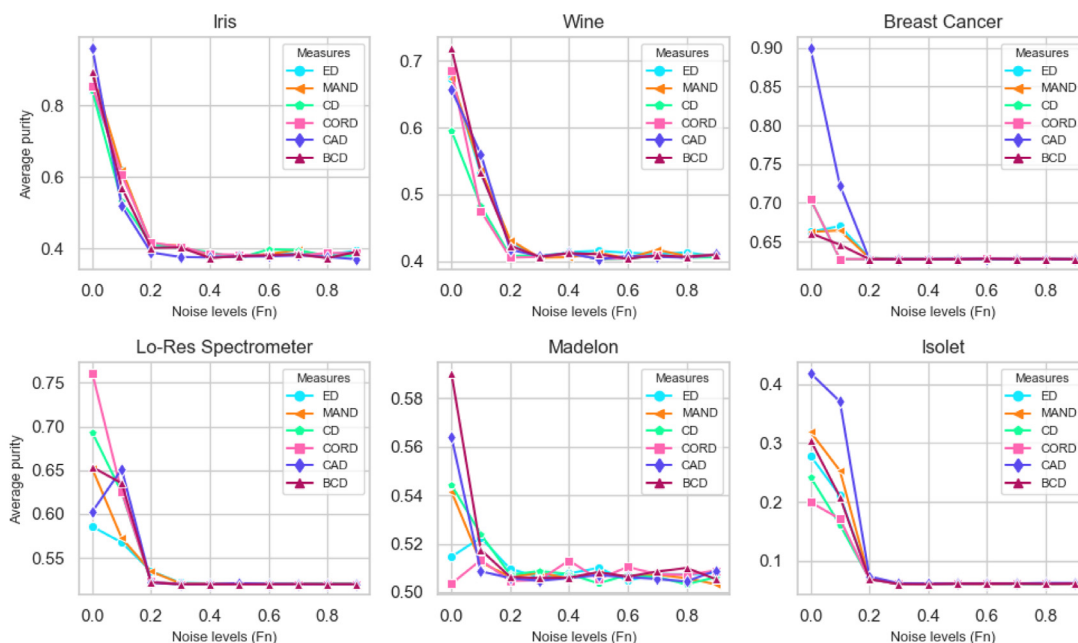 Iris
Average purity
0.8
0.6
0.4
0.0 0.2 0.4 0.6 0.8
Noise levels (Fn)
Measures
ED
MAND
CD
CORD
CAD
BCD
Wine
0.7
0.6
0.5
0.4
0.0 0.2 0.4 0.6 0.8
Noise levels (Fn)
Measures
ED
MAND
CD
CORD
CAD
BCD
Breast Cancer
0.90
0.85
0.80
0.75
0.70
0.65
0.0 0.2 0.4 0.6 0.8
Noise levels (Fn)
Measures
ED
MAND
CD
CORD
CAD
BCD
Lo-Res Spectrometer
Average purity
0.75
0.70
0.65
0.60
0.55
0.0 0.2 0.4 0.6 0.8
Noise levels (Fn)
Measures
ED
MAND
CD
CORD
CAD
BCD
Madelon
0.58
0.56
0.54
0.52
0.50
0.0 0.2 0.4 0.6 0.8
Noise levels (Fn)
Measures
ED
MAND
CD
CORD
CAD
BCD
Isolet
0.4
0.3
0.2
0.1
0.0 0.2 0.4 0.6 0.8
Noise levels (Fn)
Measures
ED
MAND
CD
CORD
CAD
BCD